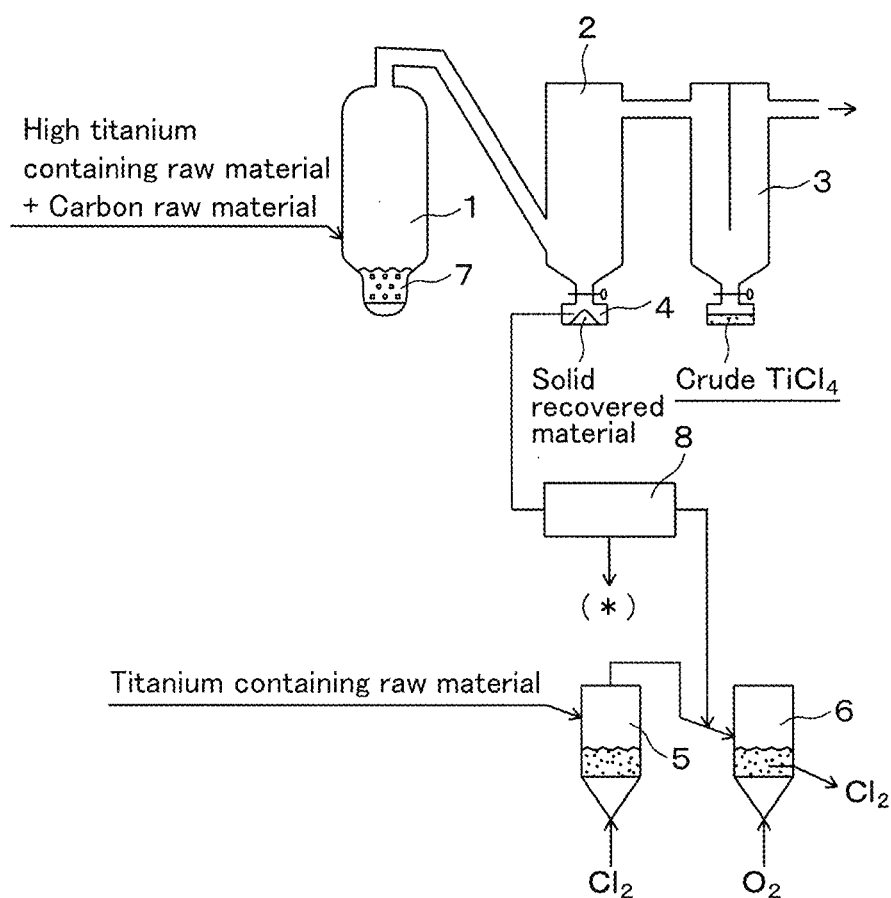 2
High titanium
containing raw material
+ Carbon raw material
1
3
7
4
Solid
recovered
material
Crude TiCl₄
8
(*)
Titanium containing raw material
5
6
Cl₂
Cl₂
O₂